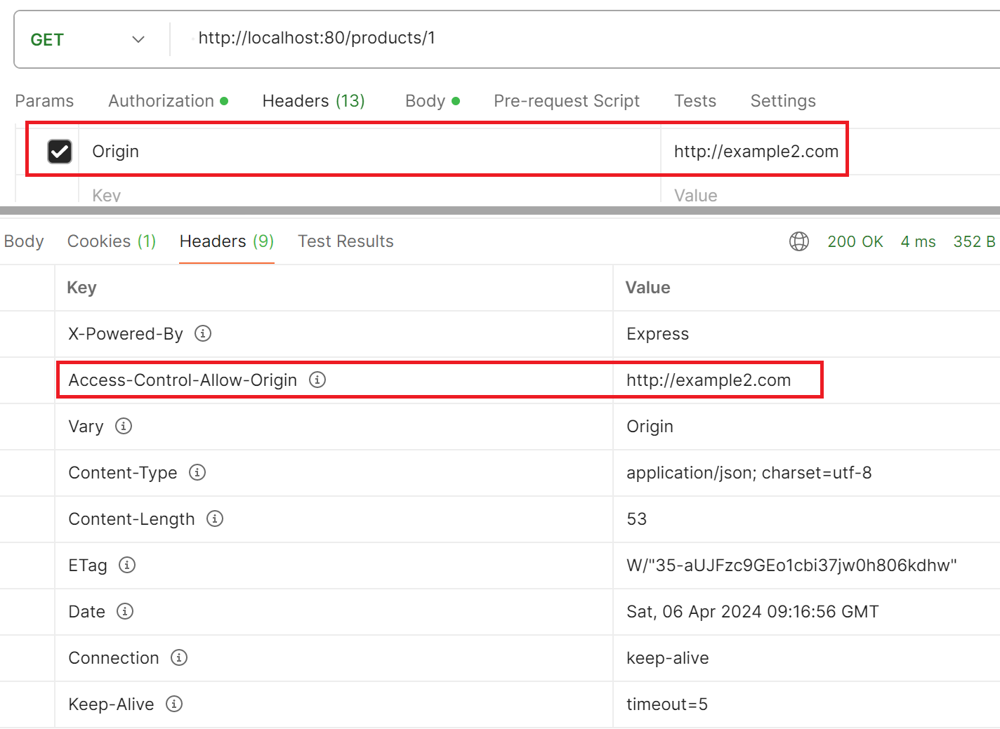 GET http://localhost:80/products/1
Params Authorization Headers (13) Body Pre-request Script Tests Settings
Origin http://example2.com
Key Value
Body Cookies (1) Headers (9) Test Results 200 OK 4 ms 352 B
Key Value
X-Powered-By Express
Access-Control-Allow-Origin http://example2.com
Vary Origin
Content-Type application/json; charset=utf-8
Content-Length 53
ETag W/"35-aUJFzc9GEo1cbi37jw0h806kdhw"
Date Sat, 06 Apr 2024 09:16:56 GMT
Connection keep-alive
Keep-Alive timeout=5